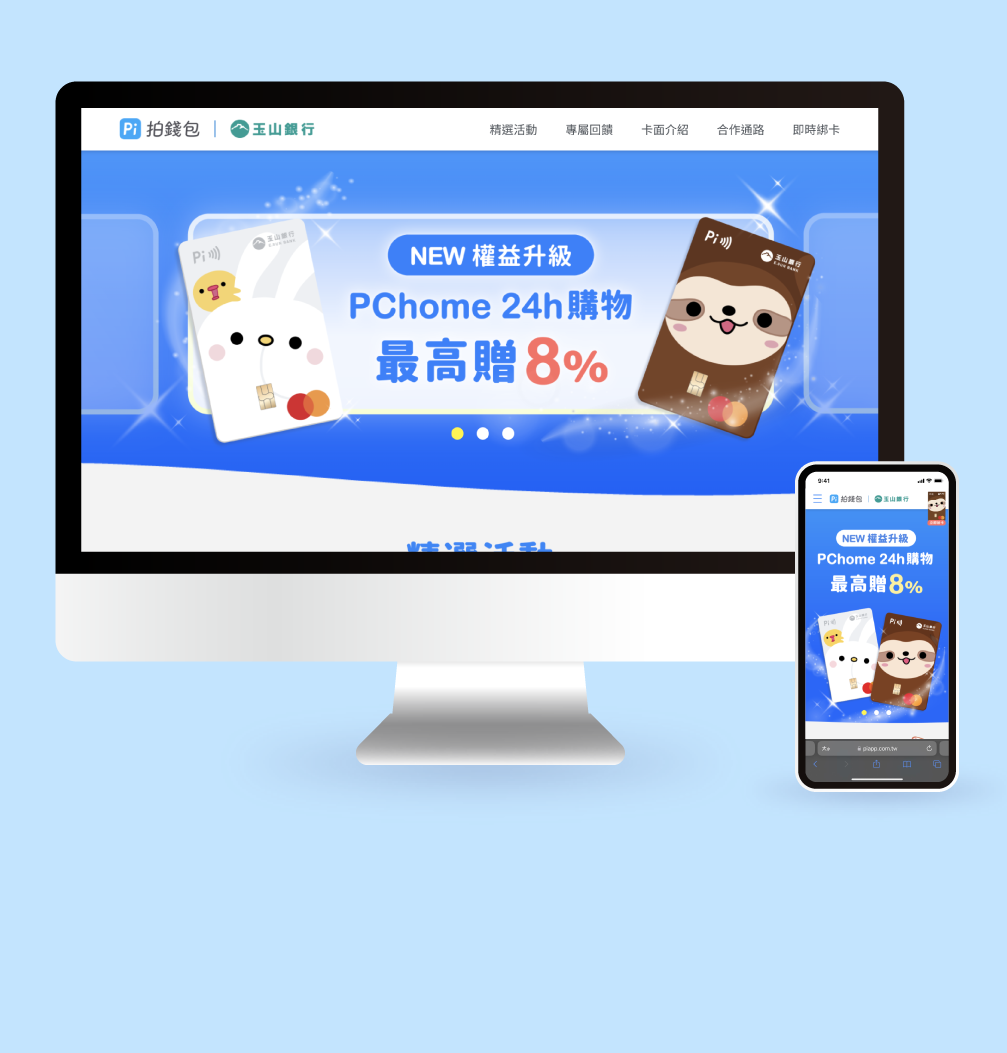 Pi 拍錢包 | 玉山銀行
精選活動 專屬回饋 卡面介紹 合作通路 即時綁卡
Pi 玉山銀行
E.SUN BANK
NEW 權益升級
PChome 24h購物
最高贈8%
Pi 玉山銀行
E.SUN BANK
精選活動
9:41
Pi 拍錢包 | 玉山銀行
NEW 權益升級
PChome 24h購物
最高贈8%
Pi
Pi
piapp.com.tw